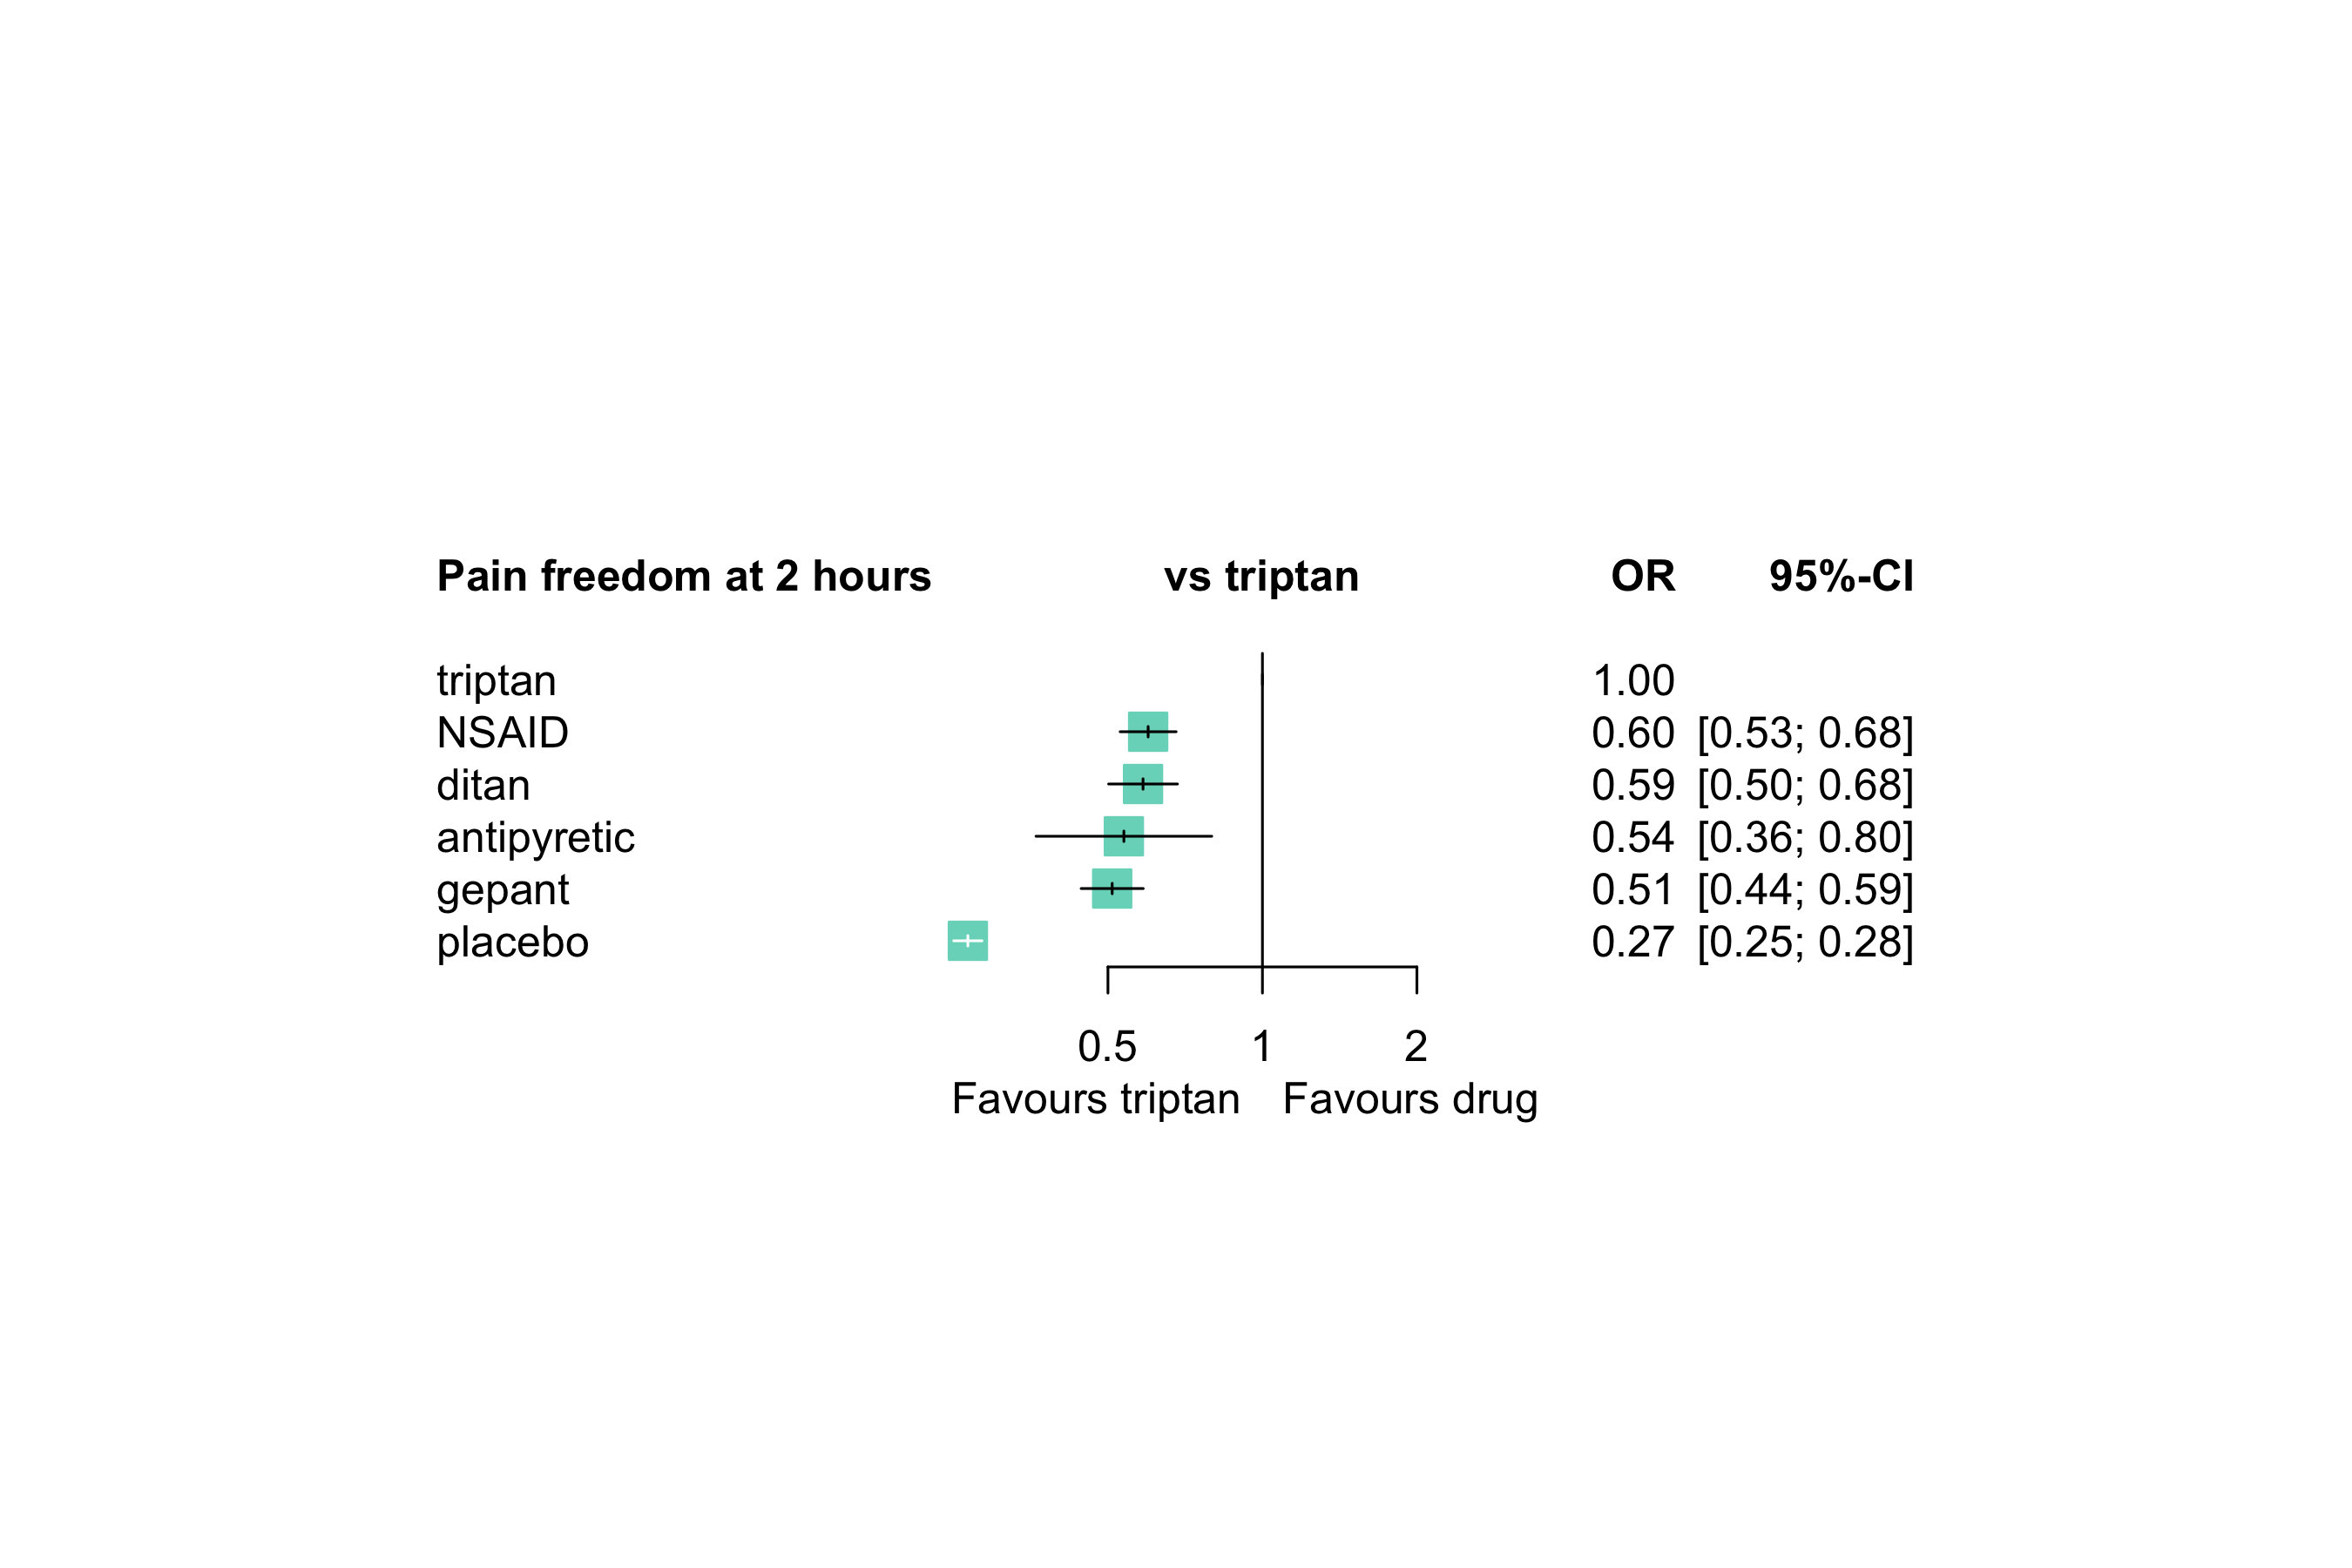 Pain freedom at 2 hours vs triptan OR 95%-CI
triptan 1.00
NSAID 0.60 [0.53; 0.68]
ditan 0.59 [0.50; 0.68]
antipyretic 0.54 [0.36; 0.80]
gepant 0.51 [0.44; 0.59]
placebo 0.27 [0.25; 0.28]
0.5 1 2
Favours triptan Favours drug